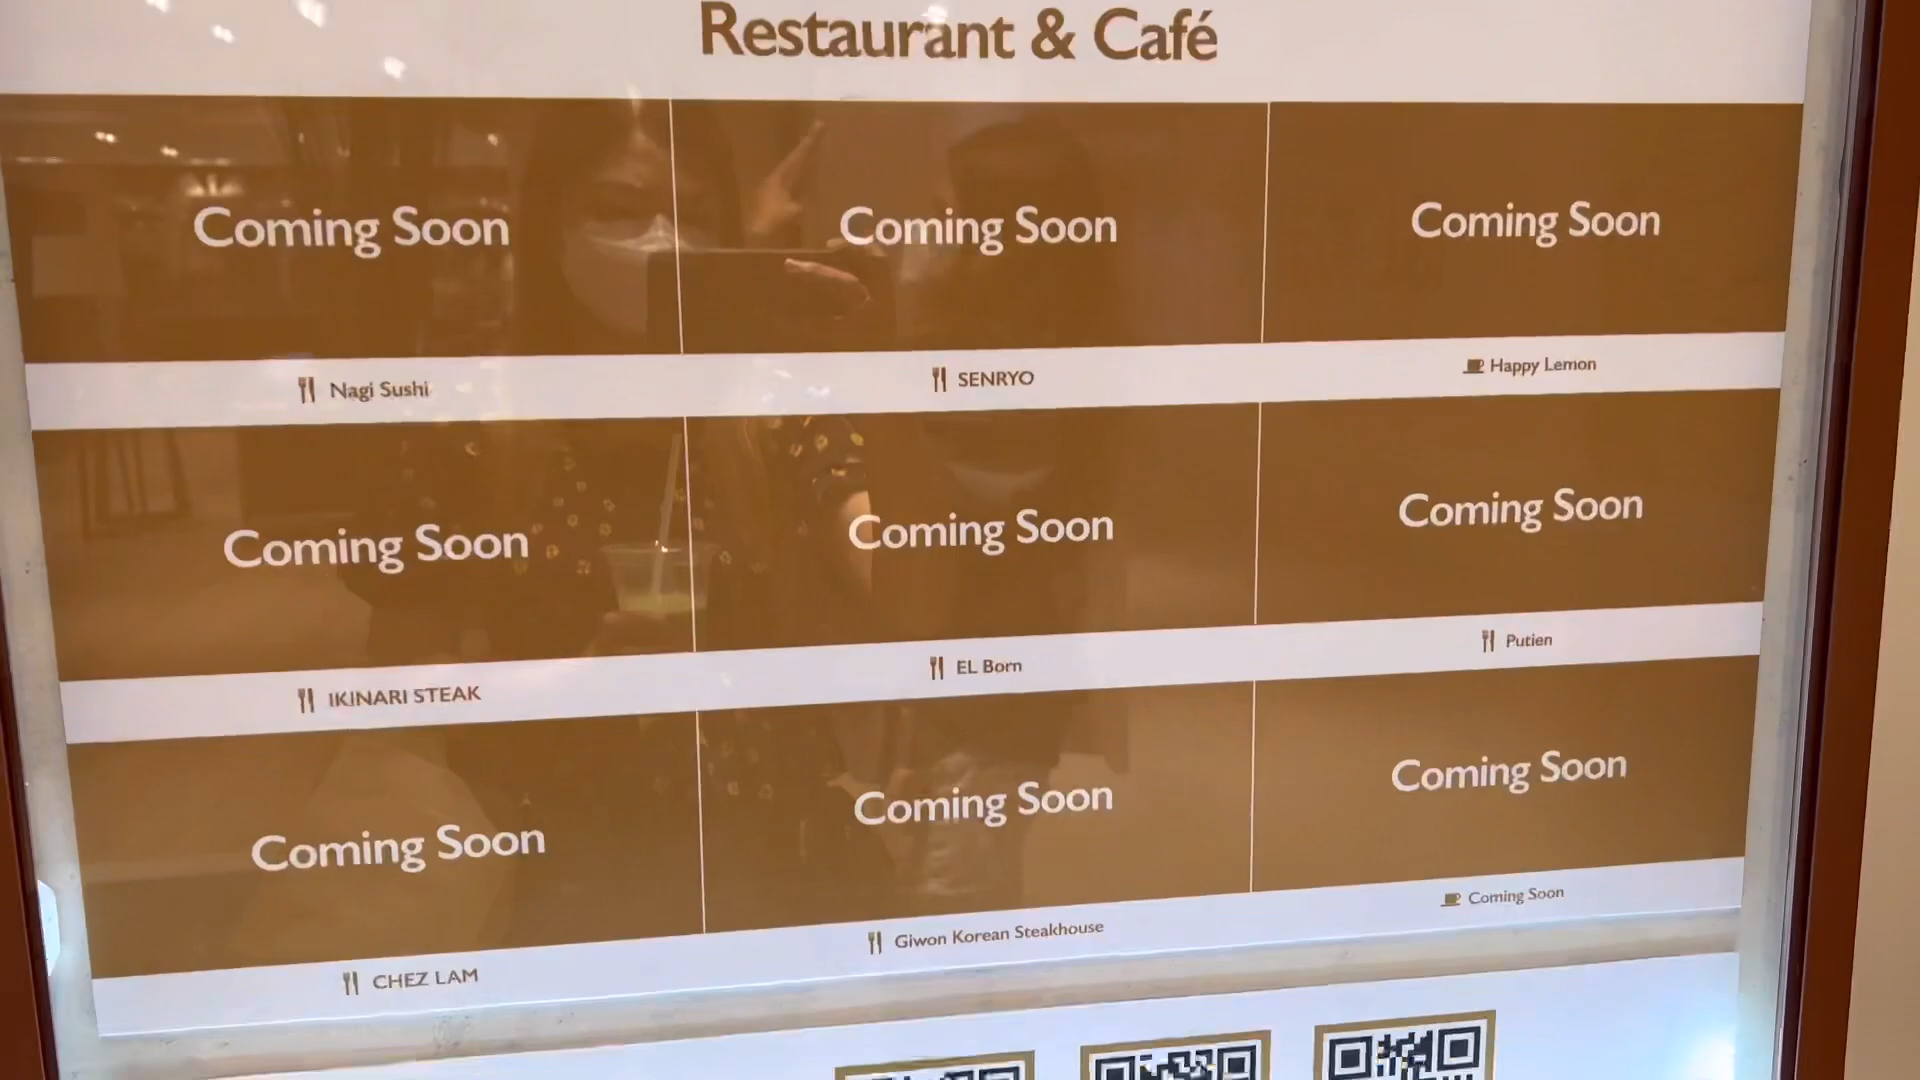 Restaurant & Café
Coming Soon
Coming Soon
Coming Soon
Nagi Sushi
SENRYO
Happy Lemon
Coming Soon
Coming Soon
Coming Soon
IKINARI STEAK
EL Born
Putien
Coming Soon
Coming Soon
Coming Soon
CHEZ LAM
Giwon Korean Steakhouse
Coming Soon